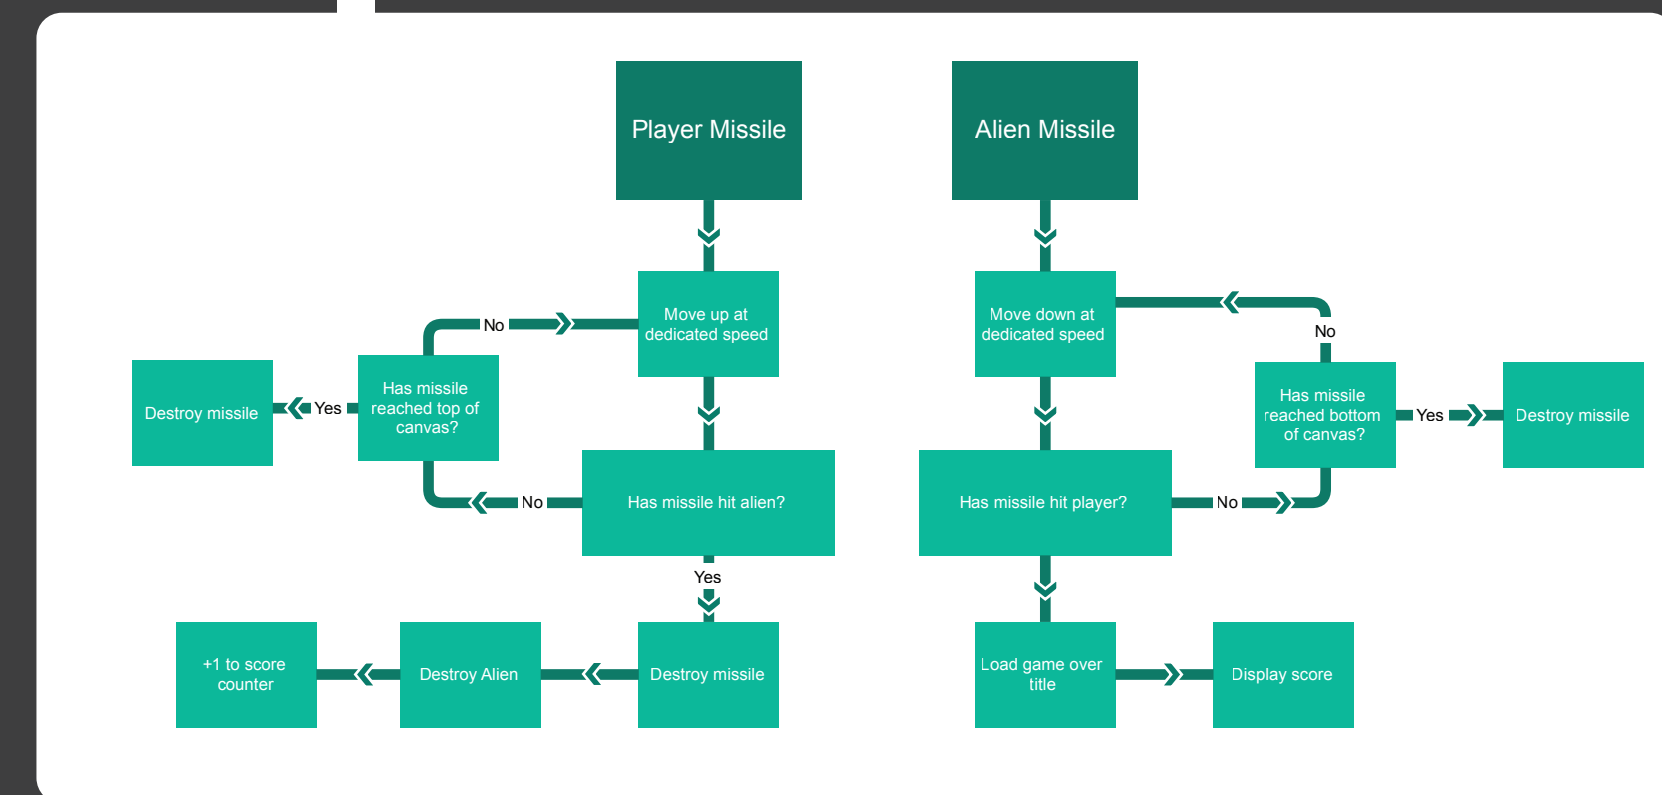 Player Missile
Alien Missile
Move up at
dedicated speed
Move down at
dedicated speed
No
No
Destroy missile
Yes
Has missile
reached top of
canvas?
Has missile
reached bottom
of canvas?
Yes
Destroy missile
No
Has missile hit alien?
Has missile hit player?
No
Yes
+1 to score
counter
Destroy Alien
Destroy missile
Load game over
title
Display score